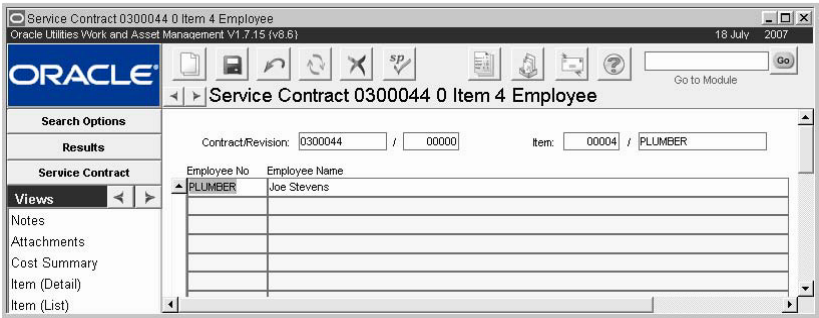 Service Contract 0300044 0 Item 4 Employee
Oracle Utilities Work and Asset Management V1.7.15 (v8.6) 18 July 2007
ORACLE
sp
Go
Go to Module
Service Contract 0300044 0 Item 4 Employee
Search Options
Results
Service Contract
Views
Notes
Attachments
Cost Summary
Item (Detail)
Item (List)
Contract/Revision: 0300044 / 00000 Item: 00004 / PLUMBER
Employee No Employee Name
PLUMBER Joe Stevens